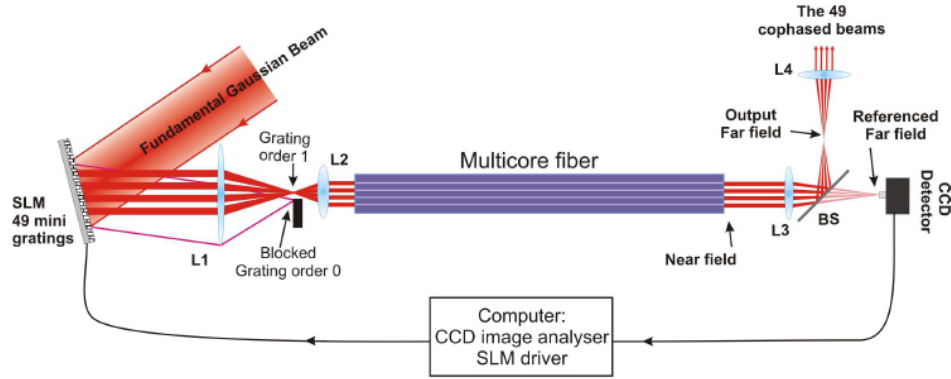 The 49
cophased beams
L4
Fundamental Gaussian Beam
Output
Far field
Referenced
Far field
Grating
order 1
L2
Multicore fiber
CCD
Detector
SLM
49 mini
gratings
L1
Blocked
Grating order 0
Near field
L3
BS
Computer:
CCD image analyser
SLM driver